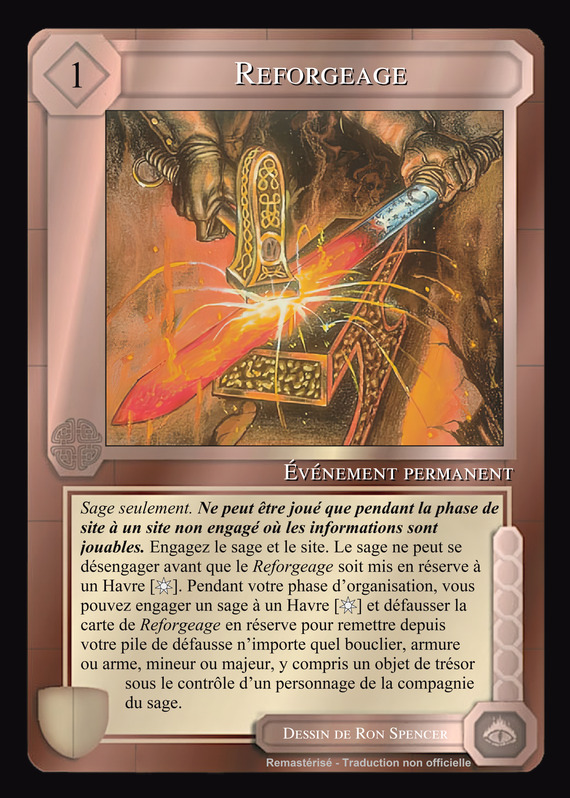 1
Reforgeage
Événement permanent
Sage seulement. Ne peut être joué que pendant la phase de
site à un site non engagé où les informations sont
jouables. Engagez le sage et le site. Le sage ne peut se
désengager avant que le Reforgeage soit mis en réserve à
un Havre []. Pendant votre phase d'organisation, vous
pouvez engager un sage à un Havre [] et défausser la
carte de Reforgeage en réserve pour remettre depuis
votre pile de défausse n'importe quel bouclier, armure
ou arme, mineur ou majeur, y compris un objet de trésor
sous le contrôle d'un personnage de la compagnie
du sage.
Dessin de Ron Spencer
Remastérisé - Traduction non officielle